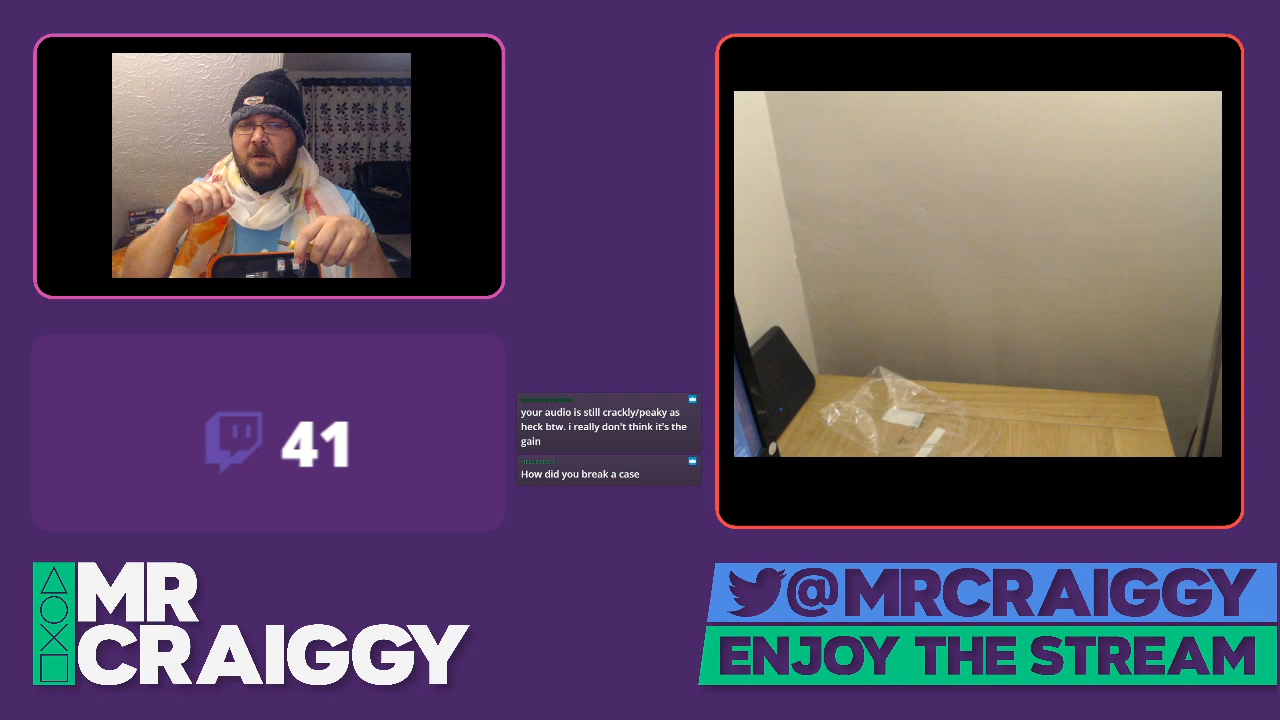 your audio is still crackly/peaky as
heck btw. i really don't think it's the
gain
How did you break a case
41
MR
CRAIGGY
@MRCRAIGGY
ENJOY THE STREAM